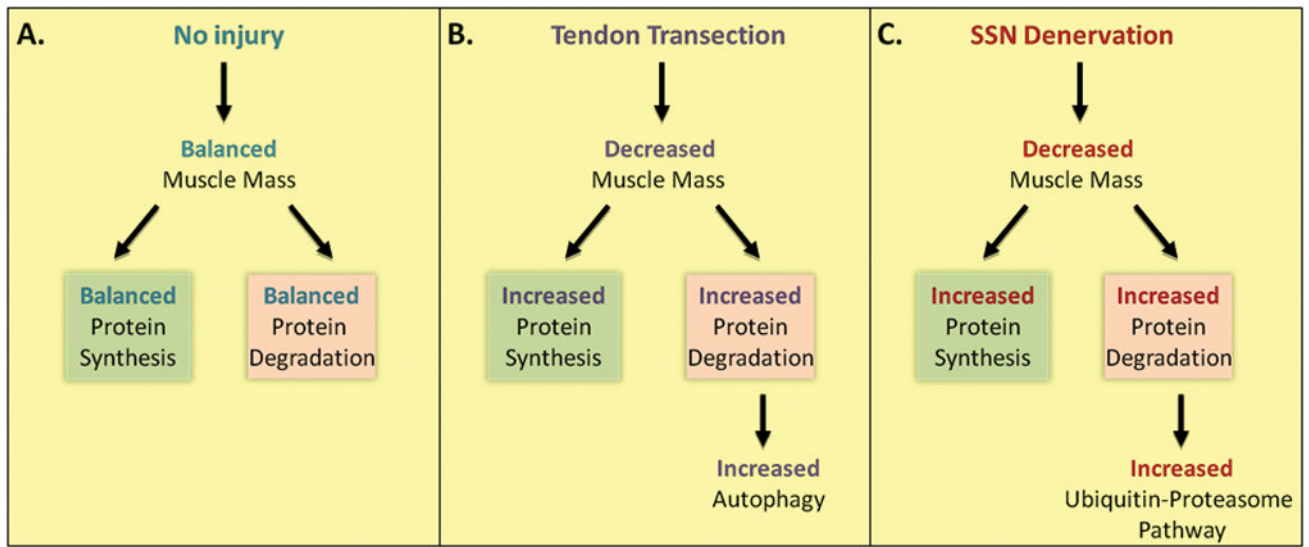 A.
No injury
Balanced
Muscle Mass
Balanced
Protein
Synthesis
Balanced
Protein
Degradation
B.
Tendon Transection
Decreased
Muscle Mass
Increased
Protein
Synthesis
Increased
Protein
Degradation
Increased
Autophagy
C.
SSN Denervation
Decreased
Muscle Mass
Increased
Protein
Synthesis
Increased
Protein
Degradation
Increased
Ubiquitin-Proteasome
Pathway